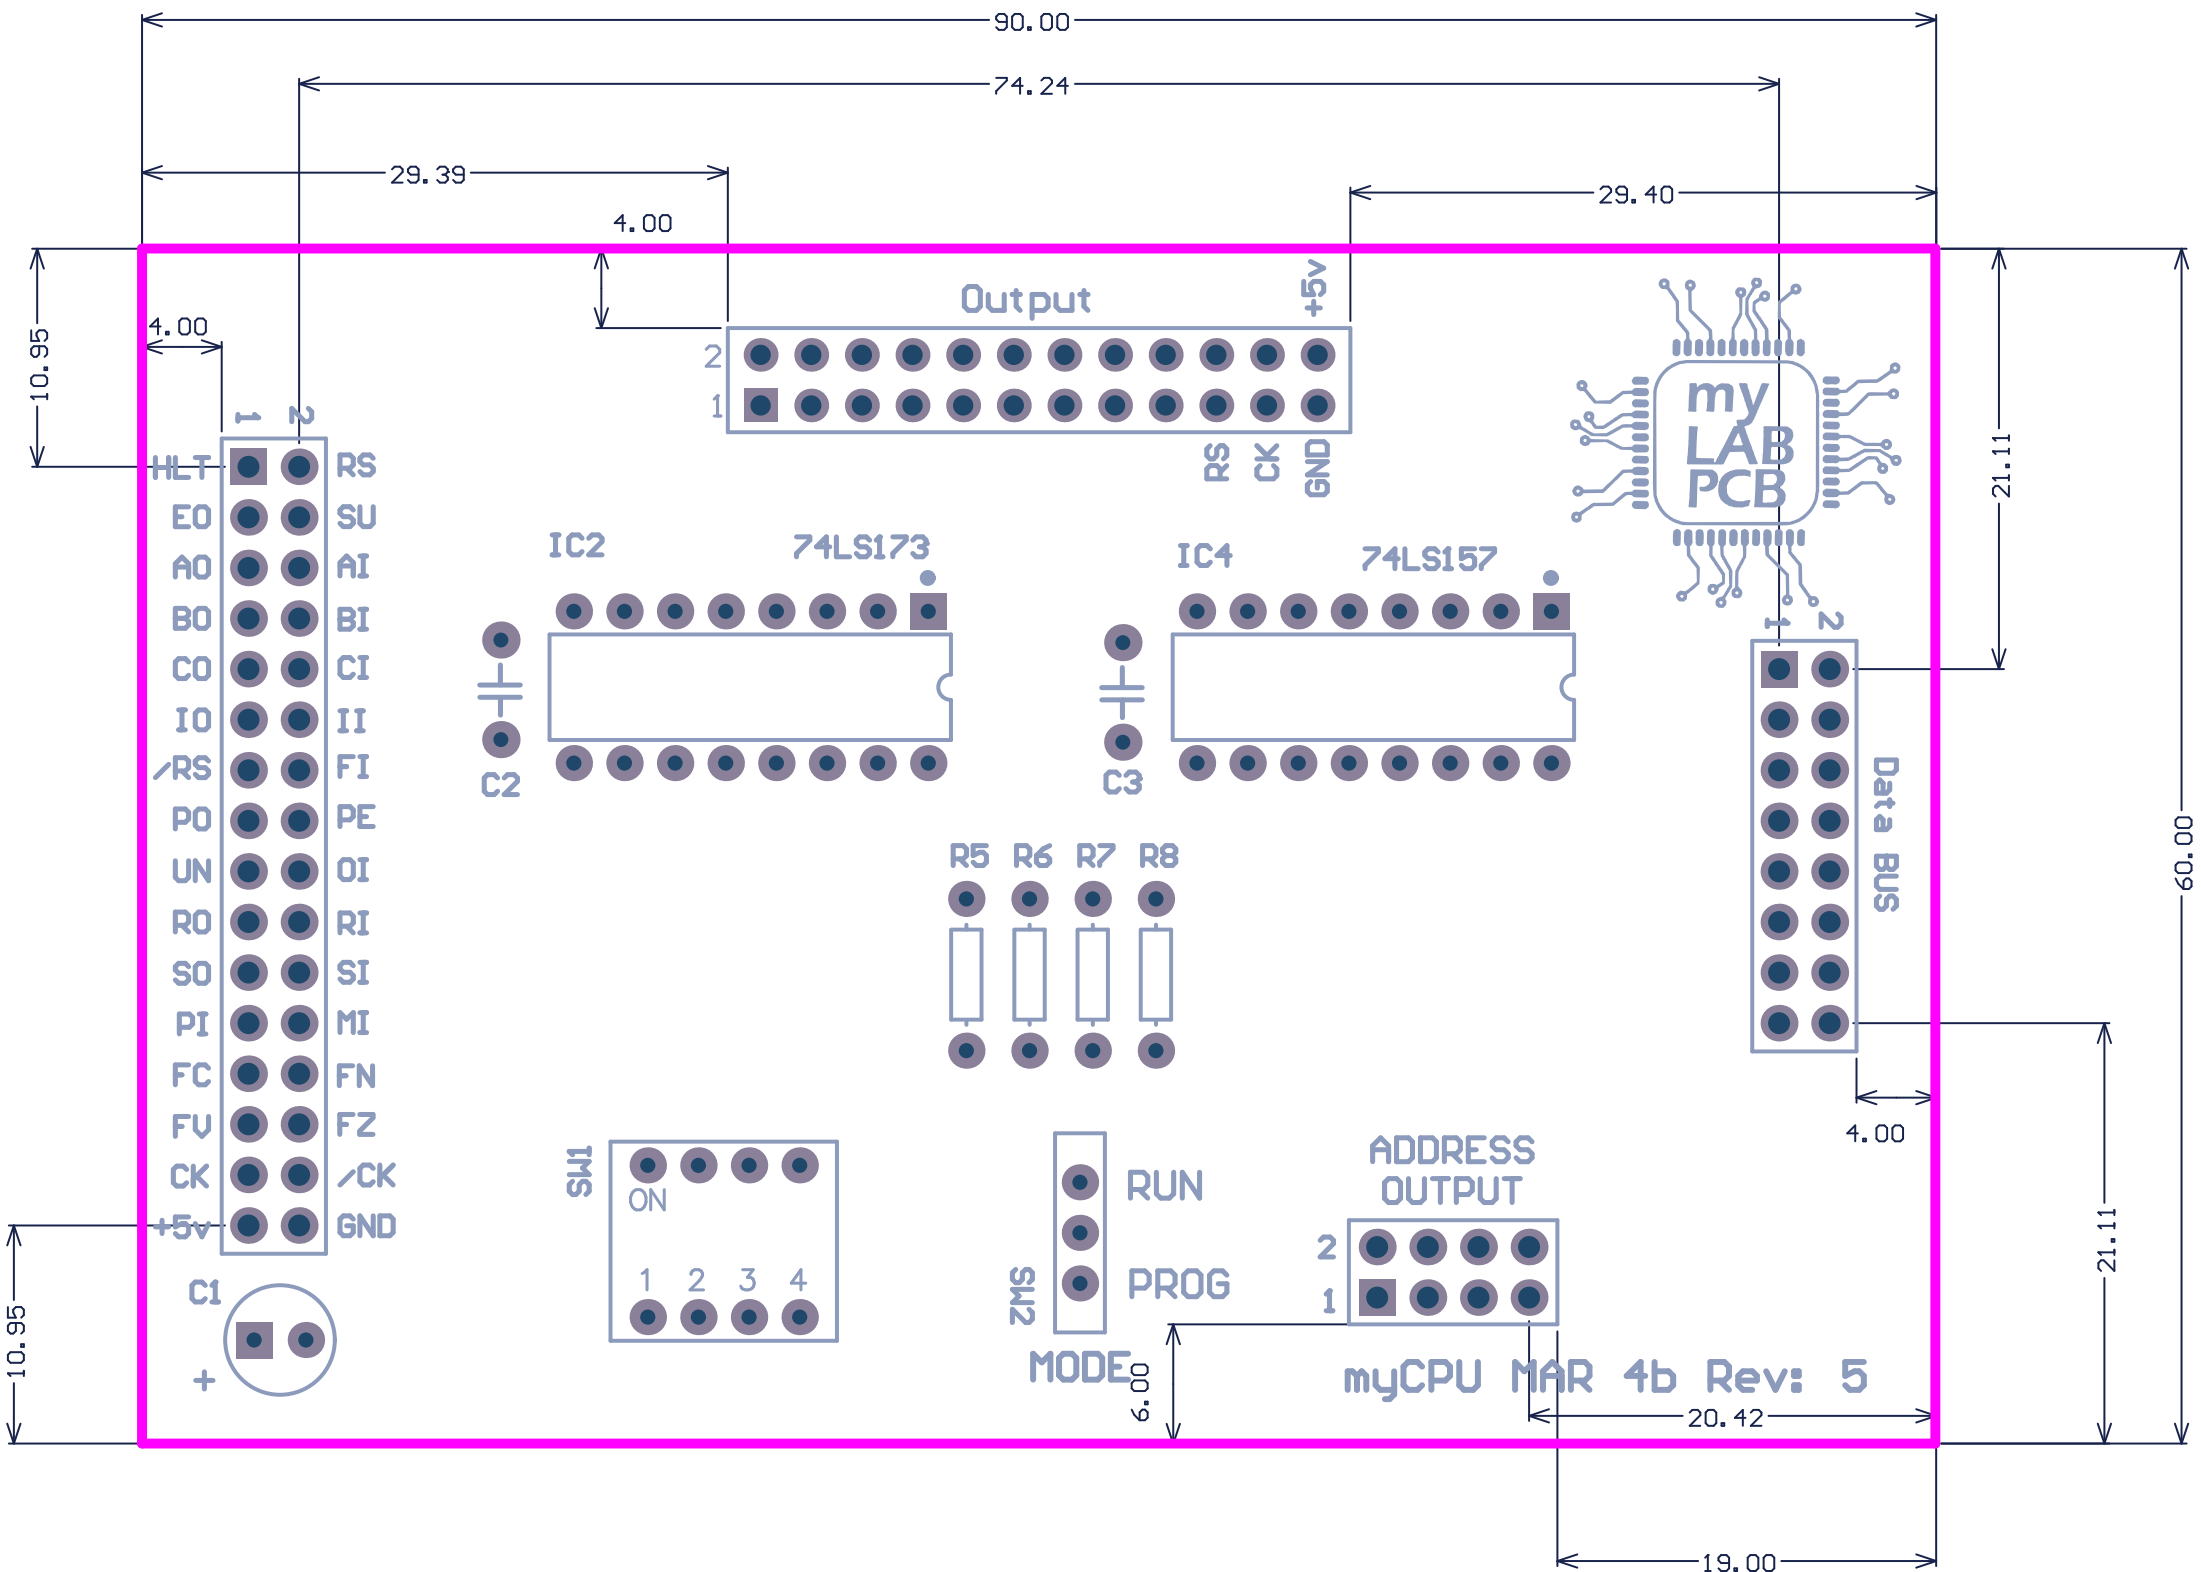 90.00
74.24
29.39
29.40
4.00
10.95
4.00
Output
+5v
2
1
RS
CK
GND
my
LAB
PCB
21.11
60.00
1 2
HLT RS
EO SU
AO AI
BO BI
CO CI
IO II
/RS FI
PO PE
UN OI
RO RI
SO SI
PI MI
FC FN
FV FZ
CK /CK
+5v GND
IC2 74LS173
IC4 74LS157
C2
C3
1 2
Data BUS
R5 R6 R7 R8
4.00
21.11
SW1
ON
1 2 3 4
RUN
PROG
SW2
MODE
ADDRESS
OUTPUT
2
1
C1
+
10.95
6.00
myCPU MAR 4b Rev: 5
20.42
19.00